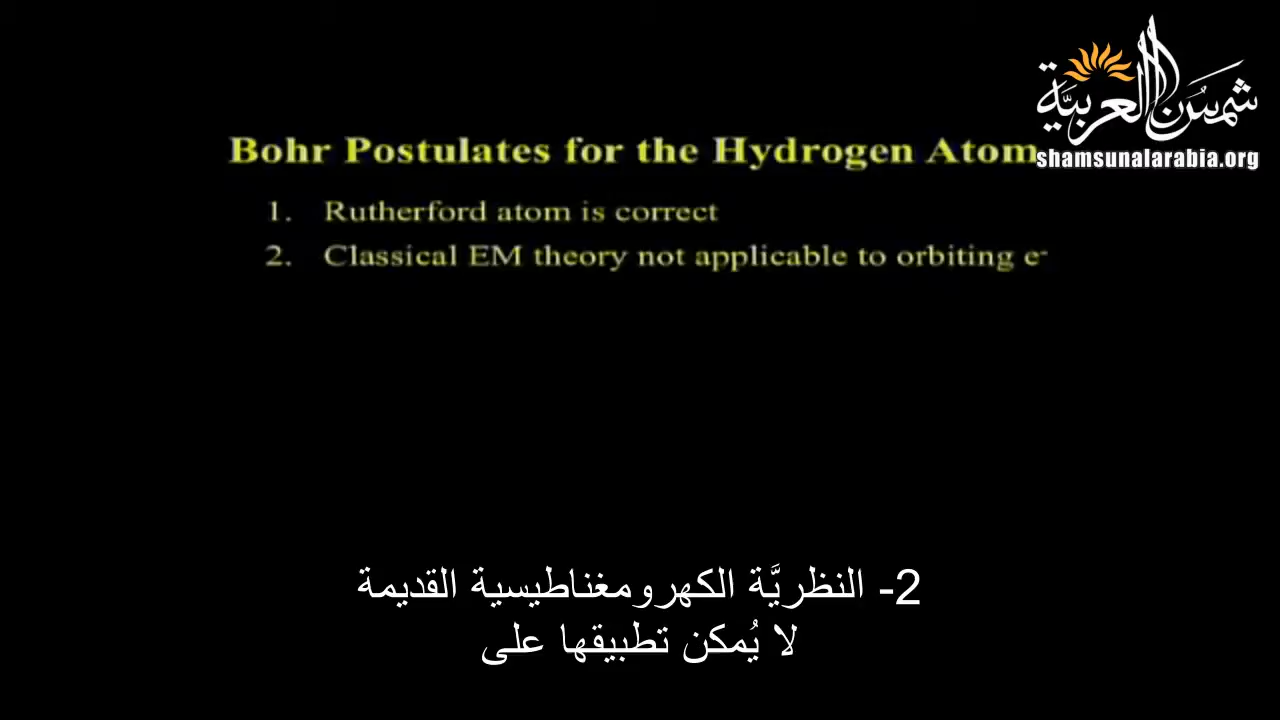 شمسُن العربيَّة
shamsunalarabia.org
Bohr Postulates for the Hydrogen Atom
1. Rutherford atom is correct
2. Classical EM theory not applicable to orbiting e-
2- النظريَّة الكهرومغناطيسية القديمة
لا يُمكن تطبيقها على